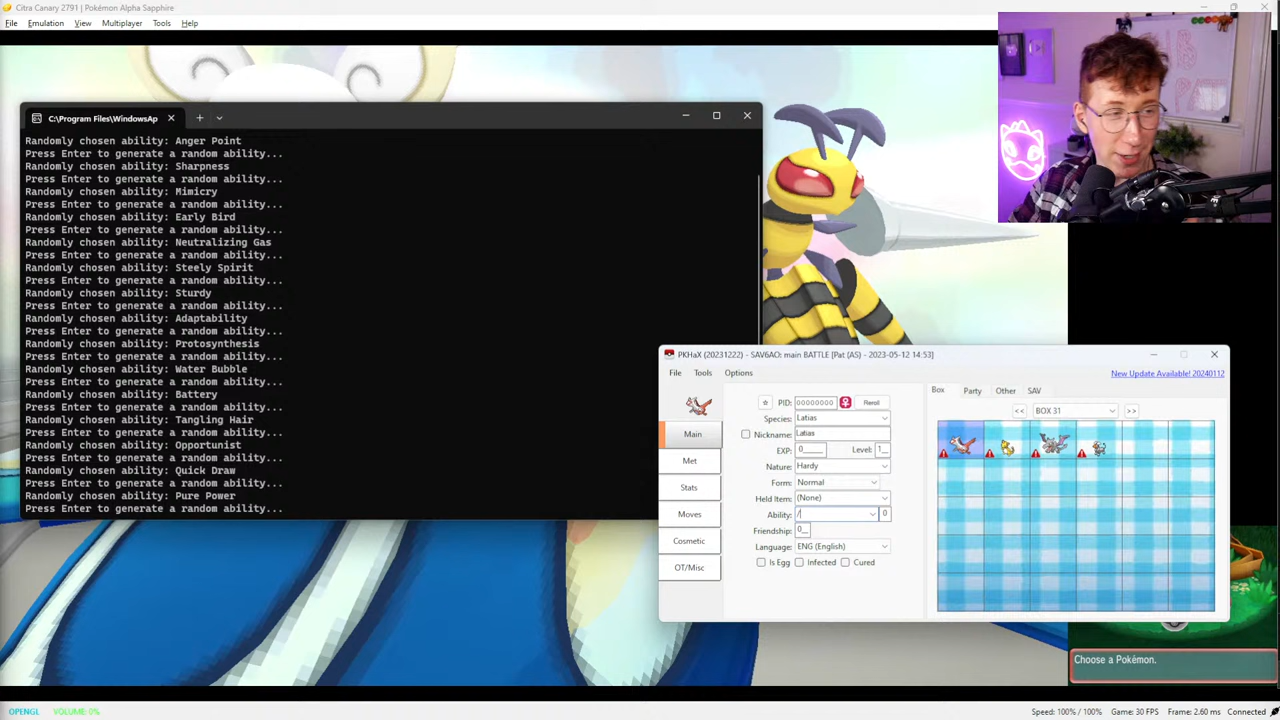 Citra Canary 2791 | Pokémon Alpha Sapphire
File Emulation View Multiplayer Tools Help
C:\Program Files\WindowsAp
Randomly chosen ability: Anger Point
Press Enter to generate a random ability...
Randomly chosen ability: Sharpness
Press Enter to generate a random ability...
Randomly chosen ability: Mimicry
Press Enter to generate a random ability...
Randomly chosen ability: Early Bird
Press Enter to generate a random ability...
Randomly chosen ability: Neutralizing Gas
Press Enter to generate a random ability...
Randomly chosen ability: Steely Spirit
Press Enter to generate a random ability...
Randomly chosen ability: Sturdy
Press Enter to generate a random ability...
Randomly chosen ability: Adaptability
Press Enter to generate a random ability...
Randomly chosen ability: Protosynthesis
Press Enter to generate a random ability...
Randomly chosen ability: Water Bubble
Press Enter to generate a random ability...
Randomly chosen ability: Battery
Press Enter to generate a random ability...
Randomly chosen ability: Tangling Hair
Press Enter to generate a random ability...
Randomly chosen ability: Opportunist
Press Enter to generate a random ability...
Randomly chosen ability: Quick Draw
Press Enter to generate a random ability...
Randomly chosen ability: Pure Power
Press Enter to generate a random ability...
PKHaX (20231222) - SAV6AO: main BATTLE [Pat (AS) - 2023-05-12 14:53]
File Tools Options
New Update Available! 20240112
Main
Met
Stats
Moves
Cosmetic
OT/Misc
PID: 00000000 Reroll
Species: Latias
Nickname: Latias
EXP: 0_____ Level: 1__
Nature: Hardy
Form: Normal
Held Item: (None)
Ability: / 0
Friendship: 0__
Language: ENG (English)
Is Egg Infected Cured
Box Party Other SAV
<< BOX 31 >>
Choose a Pokémon.
OPENGL VOLUME: 0%
Speed: 100% / 100% Game: 30 FPS Frame: 2.60 ms Connected